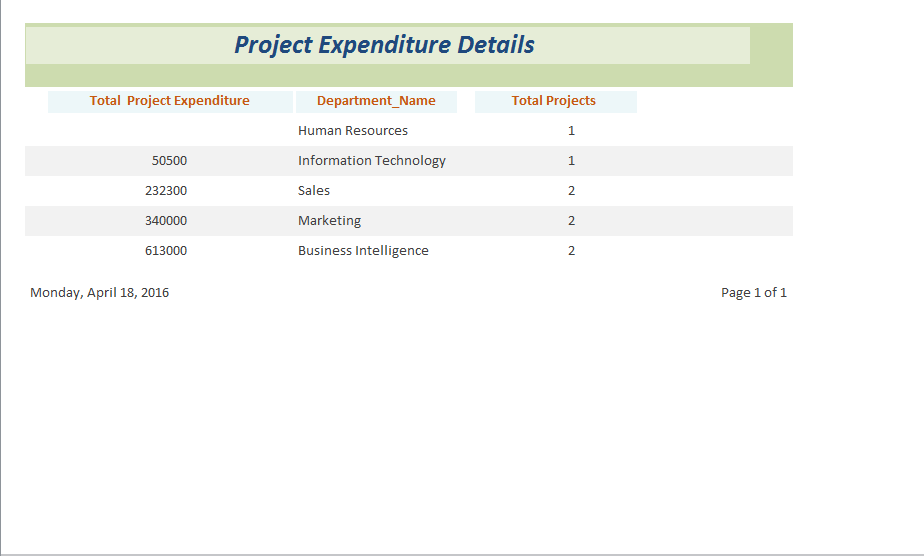 Project Expenditure Details
Total  Project Expenditure Department_Name Total Projects
Human Resources 1
50500 Information Technology 1
232300 Sales 2
340000 Marketing 2
613000 Business Intelligence 2
Monday, April 18, 2016 Page 1 of 1